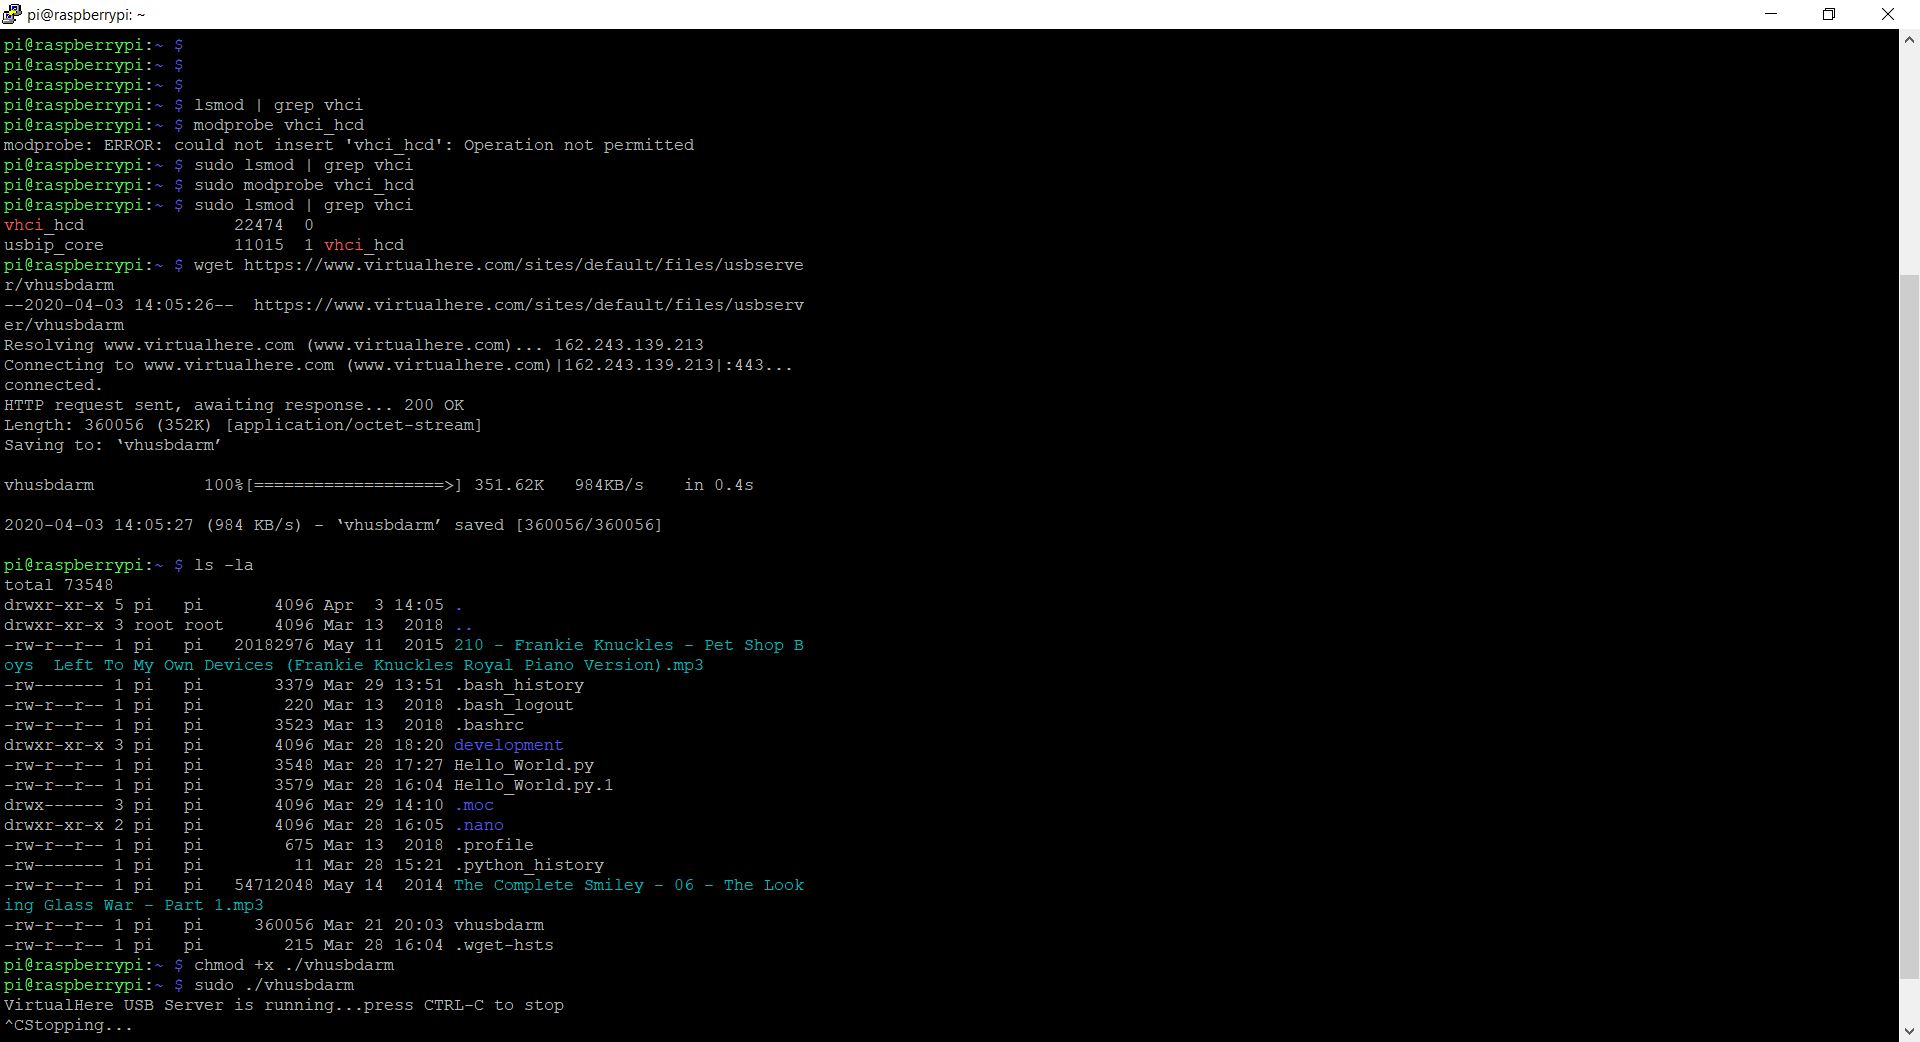 pi@raspberrypi: ~
pi@raspberrypi:~ $
pi@raspberrypi:~ $
pi@raspberrypi:~ $
pi@raspberrypi:~ $ lsmod | grep vhci
pi@raspberrypi:~ $ modprobe vhci_hcd
modprobe: ERROR: could not insert 'vhci_hcd': Operation not permitted
pi@raspberrypi:~ $ sudo lsmod | grep vhci
pi@raspberrypi:~ $ sudo modprobe vhci_hcd
pi@raspberrypi:~ $ sudo lsmod | grep vhci
vhci_hcd               22474  0
usbip_core             11015  1 vhci_hcd
pi@raspberrypi:~ $ wget https://www.virtualhere.com/sites/default/files/usbserve
r/vhusbdarm
--2020-04-03 14:05:26--  https://www.virtualhere.com/sites/default/files/usbserv
er/vhusbdarm
Resolving www.virtualhere.com (www.virtualhere.com)... 162.243.139.213
Connecting to www.virtualhere.com (www.virtualhere.com)|162.243.139.213|:443...
connected.
HTTP request sent, awaiting response... 200 OK
Length: 360056 (352K) [application/octet-stream]
Saving to: ‘vhusbdarm’
vhusbdarm           100%[===================>] 351.62K   984KB/s    in 0.4s
2020-04-03 14:05:27 (984 KB/s) - ‘vhusbdarm’ saved [360056/360056]
pi@raspberrypi:~ $ ls -la
total 73548
drwxr-xr-x 5 pi   pi       4096 Apr  3 14:05 .
drwxr-xr-x 3 root root     4096 Mar 13  2018 ..
-rw-r--r-- 1 pi   pi   20182976 May 11  2015 210 - Frankie Knuckles - Pet Shop B
oys  Left To My Own Devices (Frankie Knuckles Royal Piano Version).mp3
-rw------- 1 pi   pi       3379 Mar 29 13:51 .bash_history
-rw-r--r-- 1 pi   pi        220 Mar 13  2018 .bash_logout
-rw-r--r-- 1 pi   pi       3523 Mar 13  2018 .bashrc
drwxr-xr-x 3 pi   pi       4096 Mar 28 18:20 development
-rw-r--r-- 1 pi   pi       3548 Mar 28 17:27 Hello_World.py
-rw-r--r-- 1 pi   pi       3579 Mar 28 16:04 Hello_World.py.1
drwx------ 3 pi   pi       4096 Mar 29 14:10 .moc
drwxr-xr-x 2 pi   pi       4096 Mar 28 16:05 .nano
-rw-r--r-- 1 pi   pi        675 Mar 13  2018 .profile
-rw------- 1 pi   pi         11 Mar 28 15:21 .python_history
-rw-r--r-- 1 pi   pi   54712048 May 14  2014 The Complete Smiley - 06 - The Look
ing Glass War - Part 1.mp3
-rw-r--r-- 1 pi   pi     360056 Mar 21 20:03 vhusbdarm
-rw-r--r-- 1 pi   pi        215 Mar 28 16:04 .wget-hsts
pi@raspberrypi:~ $ chmod +x ./vhusbdarm
pi@raspberrypi:~ $ sudo ./vhusbdarm
VirtualHere USB Server is running...press CTRL-C to stop
^CStopping...